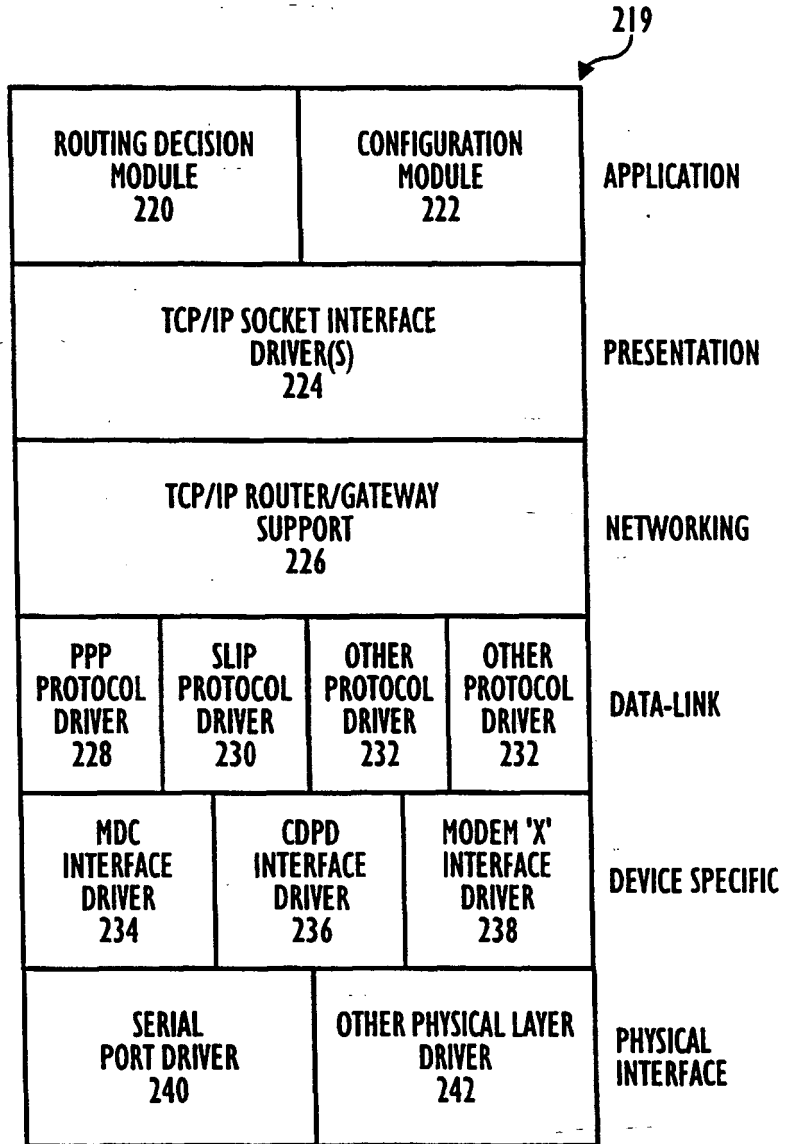 219
ROUTING DECISION
MODULE
220
CONFIGURATION
MODULE
222
APPLICATION
TCP/IP SOCKET INTERFACE
DRIVER(S)
224
PRESENTATION
TCP/IP ROUTER/GATEWAY
SUPPORT
226
NETWORKING
PPP
PROTOCOL
DRIVER
228
SLIP
PROTOCOL
DRIVER
230
OTHER
PROTOCOL
DRIVER
232
OTHER
PROTOCOL
DRIVER
232
DATA-LINK
MDC
INTERFACE
DRIVER
234
CDPD
INTERFACE
DRIVER
236
MODEM 'X'
INTERFACE
DRIVER
238
DEVICE SPECIFIC
SERIAL
PORT DRIVER
240
OTHER PHYSICAL LAYER
DRIVER
242
PHYSICAL
INTERFACE